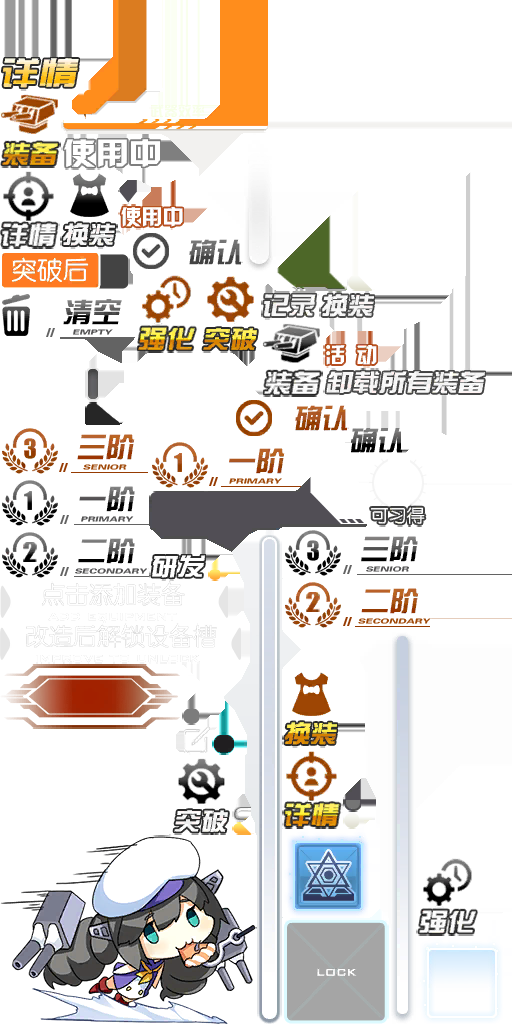 详情
装备 使用中
详情 换装
使用中
确认
突破后
清空
EMPTY
记录 换装
强化 突破
活动
装备 卸载所有装备
确认
确认
三阶
SENIOR
一阶
PRIMARY
一阶
PRIMARY
可习得
二阶
SECONDARY
研发
三阶
SENIOR
点击添加装备
二阶
SECONDARY
改造后解锁设备槽
换装
突破
详情
强化
LOCK